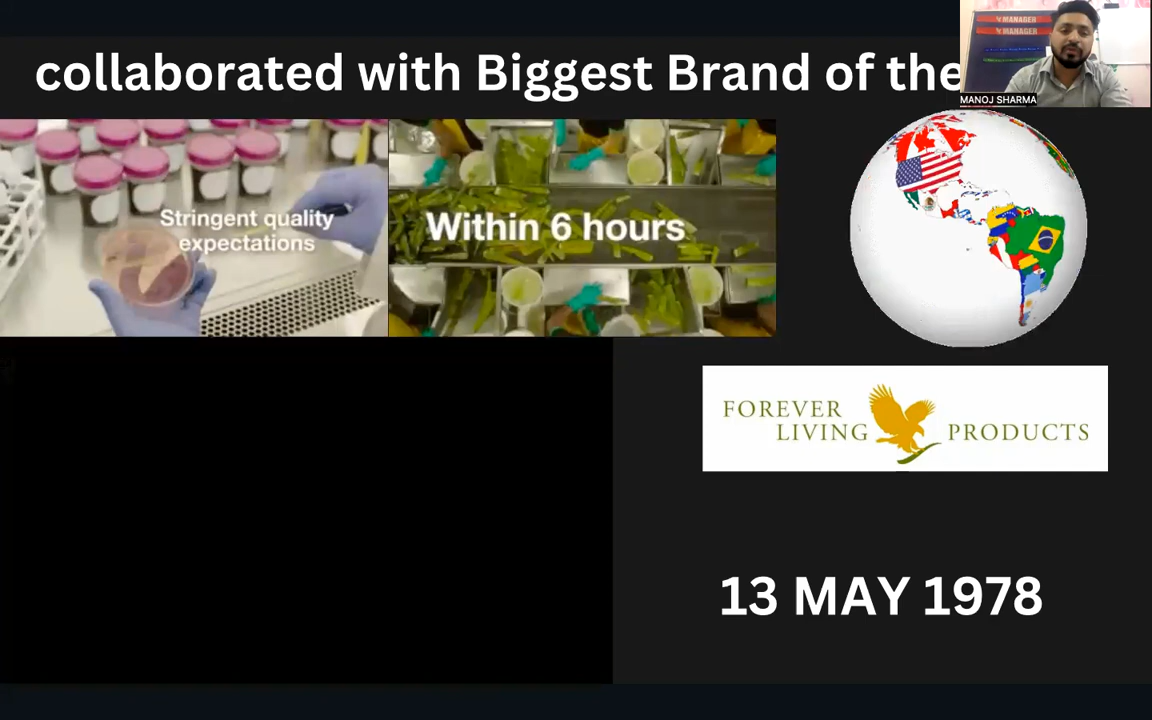 collaborated with Biggest Brand of the
MANAGER
MANAGER
MANOJ SHARMA
Stringent quality
expectations
Within 6 hours
FOREVER
LIVING PRODUCTS
13 MAY 1978